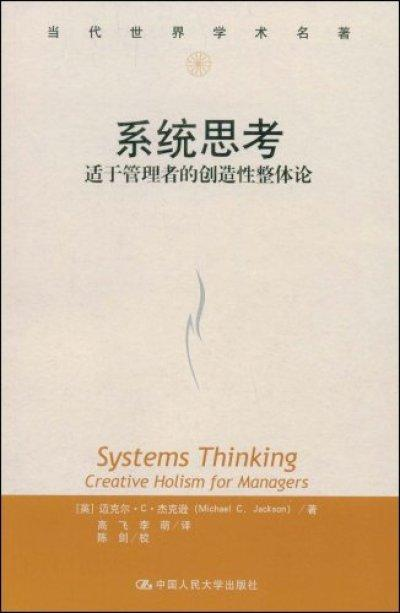 当代世界学术名著
系统思考
适于管理者的创造性整体论
Systems Thinking
Creative Holism for Managers
[英] 迈克尔·C·杰克逊 (Michael C. Jackson) 著
高飞 李萌/译
陈剑/校
中国人民大学出版社